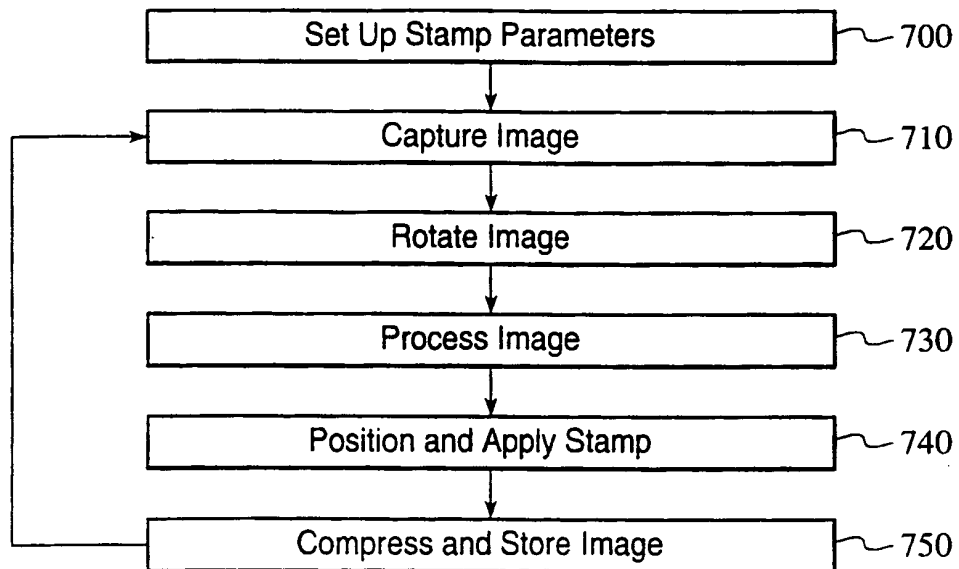 Set Up Stamp Parameters 700
Capture Image 710
Rotate Image 720
Process Image 730
Position and Apply Stamp 740
Compress and Store Image 750